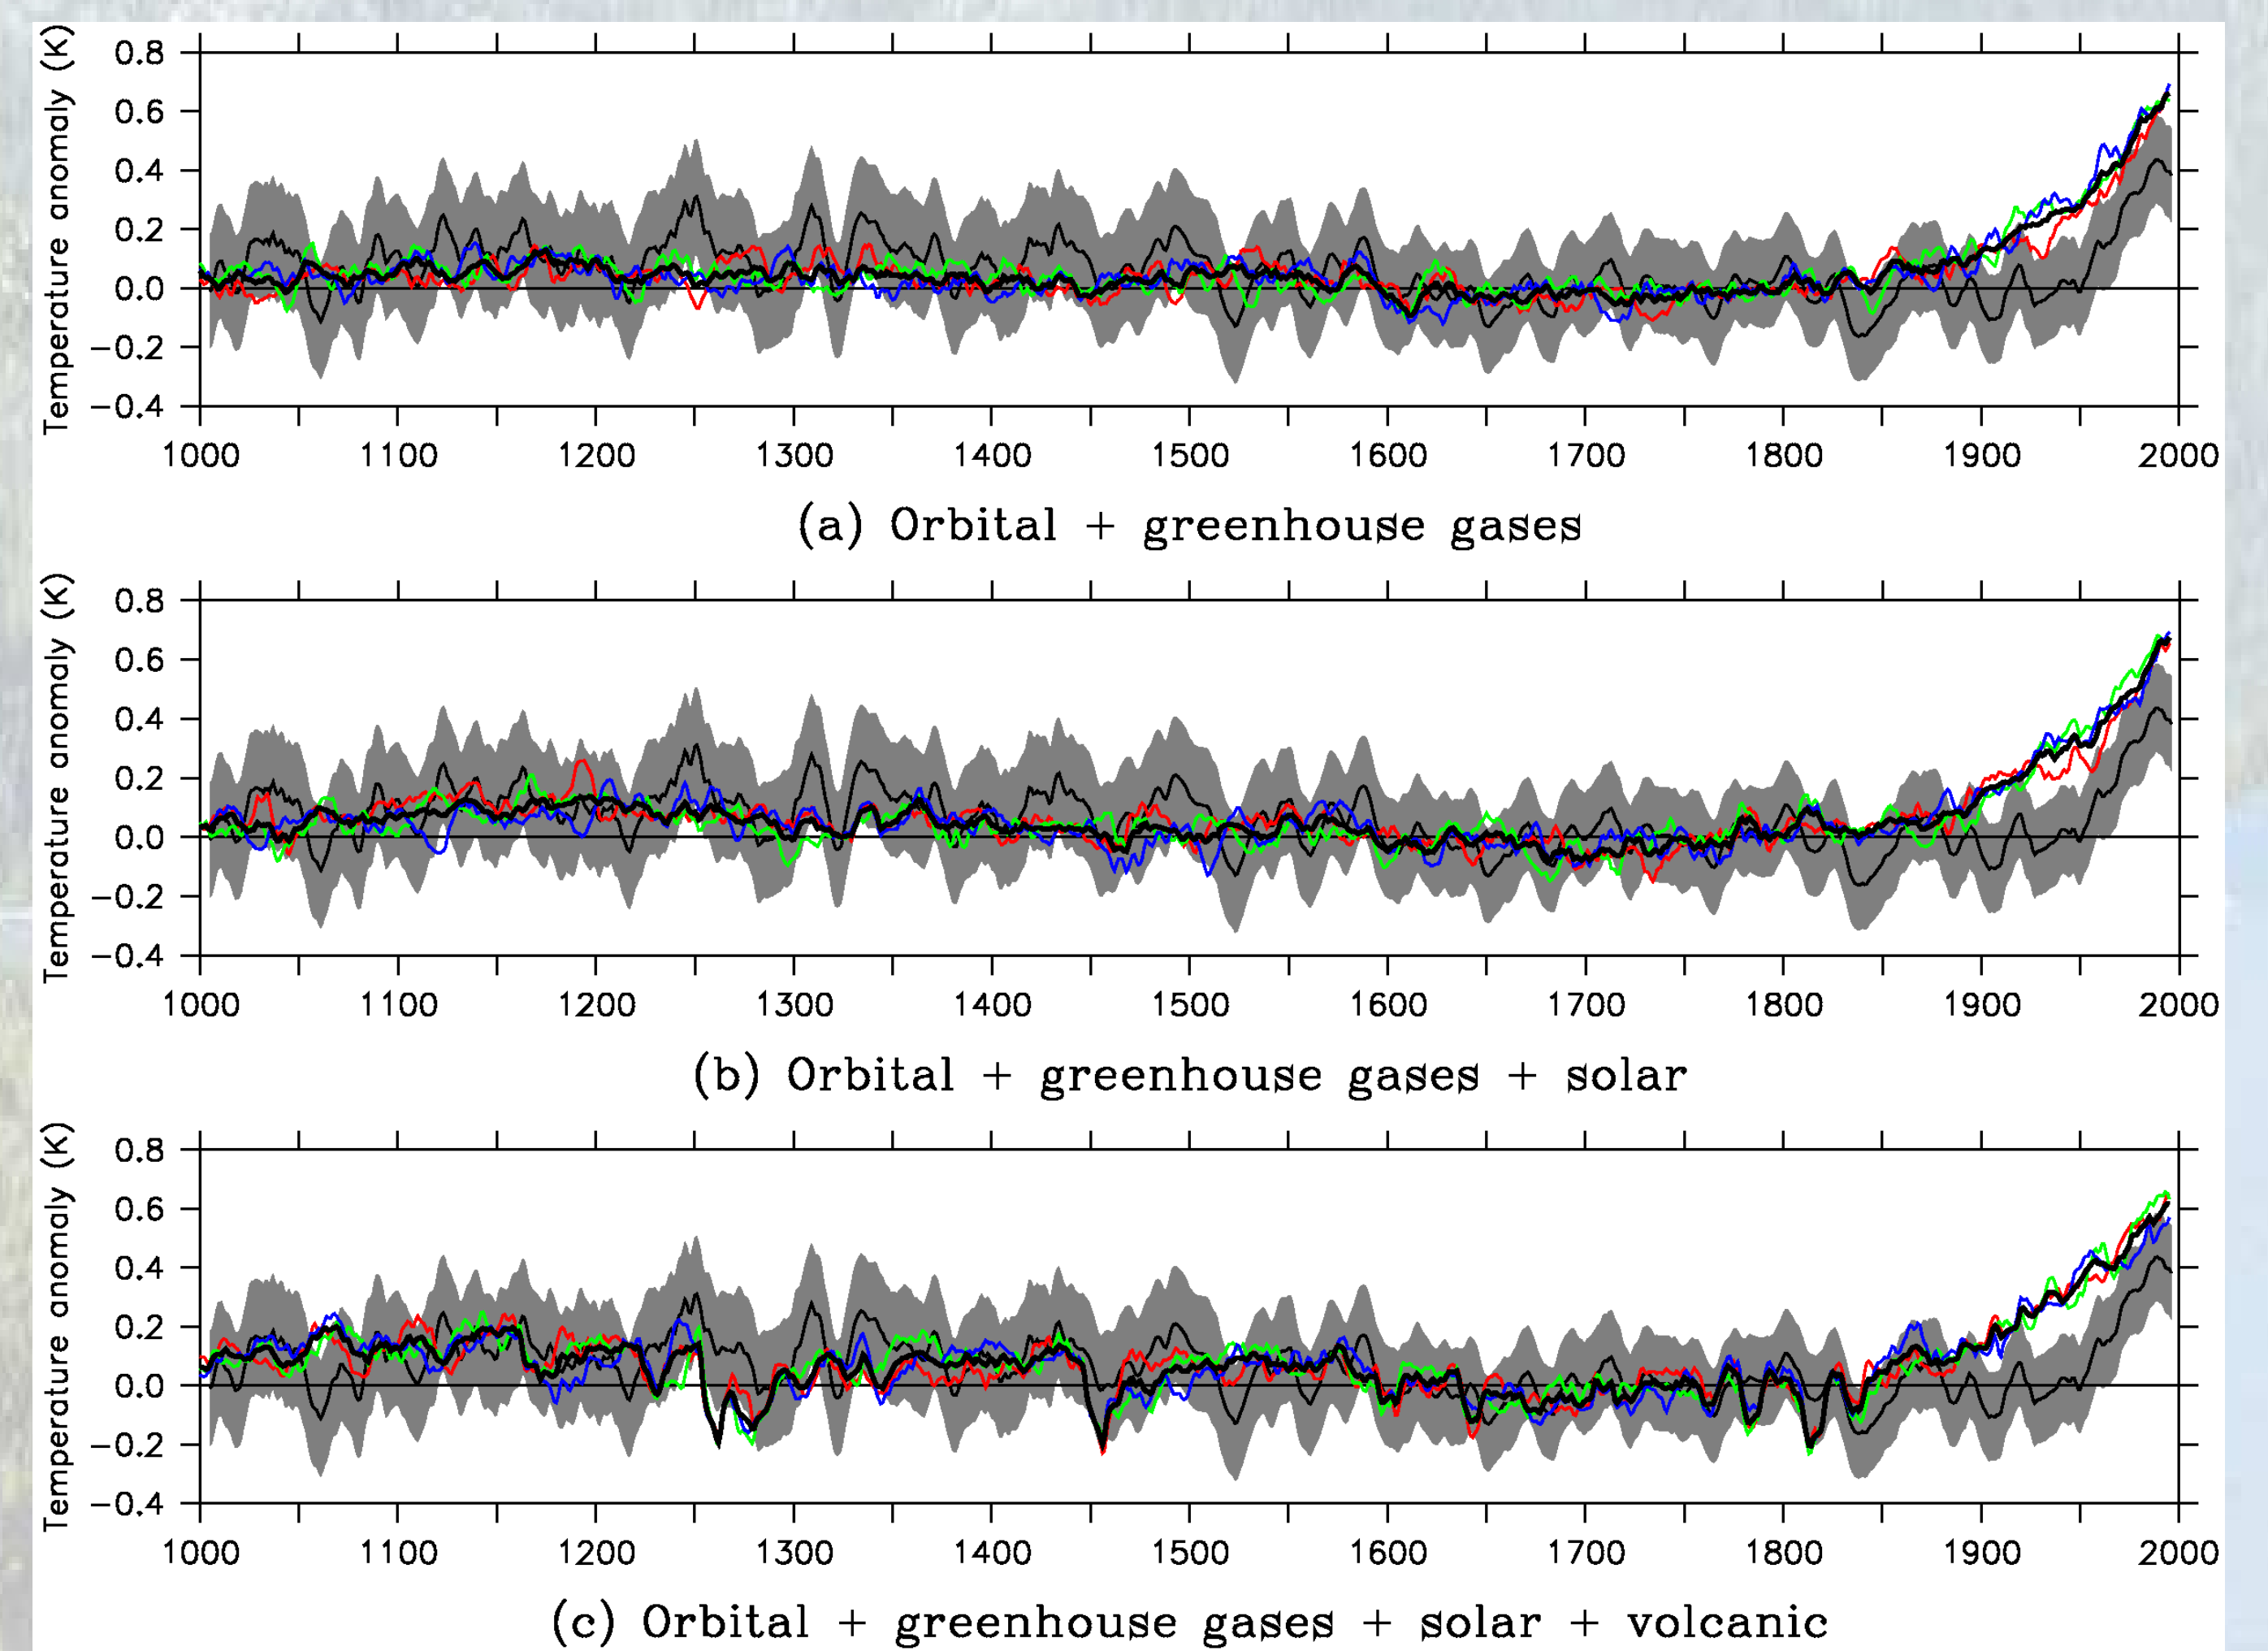 Temperature anomaly (K)
0.8
0.6
0.4
0.2
0.0
−0.2
−0.4
1000 1100 1200 1300 1400 1500 1600 1700 1800 1900 2000
(a) Orbital + greenhouse gases
Temperature anomaly (K)
0.8
0.6
0.4
0.2
0.0
−0.2
−0.4
1000 1100 1200 1300 1400 1500 1600 1700 1800 1900 2000
(b) Orbital + greenhouse gases + solar
Temperature anomaly (K)
0.8
0.6
0.4
0.2
0.0
−0.2
−0.4
1000 1100 1200 1300 1400 1500 1600 1700 1800 1900 2000
(c) Orbital + greenhouse gases + solar + volcanic